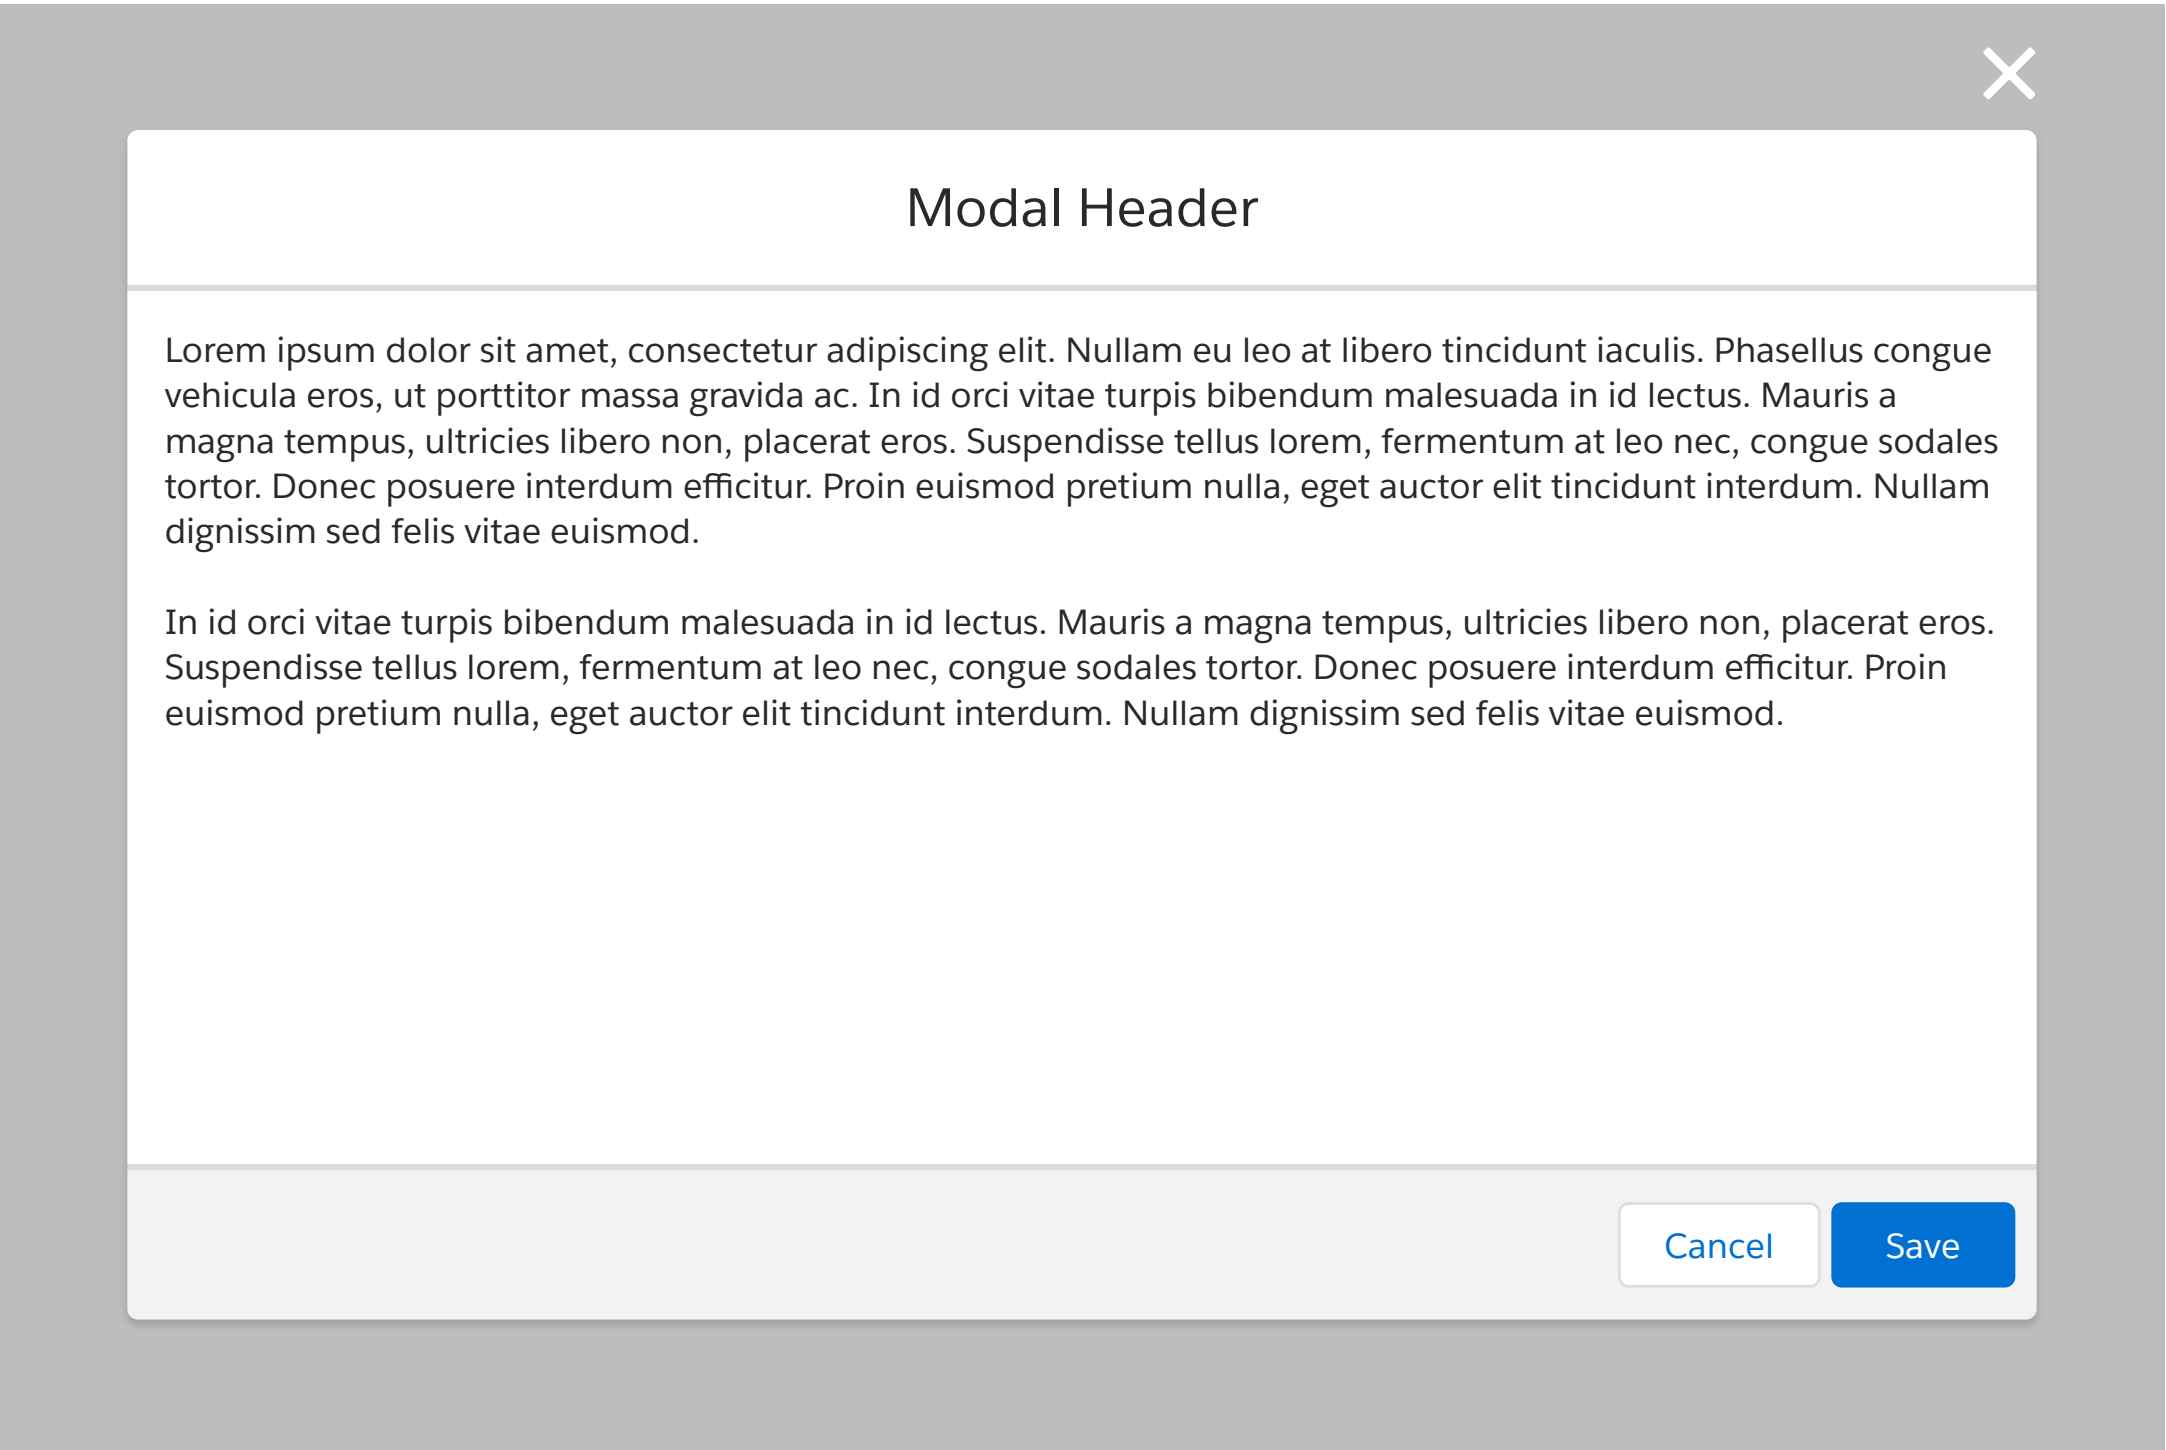 Modal Header
Lorem ipsum dolor sit amet, consectetur adipiscing elit. Nullam eu leo at libero tincidunt iaculis. Phasellus congue
vehicula eros, ut porttitor massa gravida ac. In id orci vitae turpis bibendum malesuada in id lectus. Mauris a
magna tempus, ultricies libero non, placerat eros. Suspendisse tellus lorem, fermentum at leo nec, congue sodales
tortor. Donec posuere interdum efficitur. Proin euismod pretium nulla, eget auctor elit tincidunt interdum. Nullam
dignissim sed felis vitae euismod.
In id orci vitae turpis bibendum malesuada in id lectus. Mauris a magna tempus, ultricies libero non, placerat eros.
Suspendisse tellus lorem, fermentum at leo nec, congue sodales tortor. Donec posuere interdum efficitur. Proin
euismod pretium nulla, eget auctor elit tincidunt interdum. Nullam dignissim sed felis vitae euismod.
Cancel Save